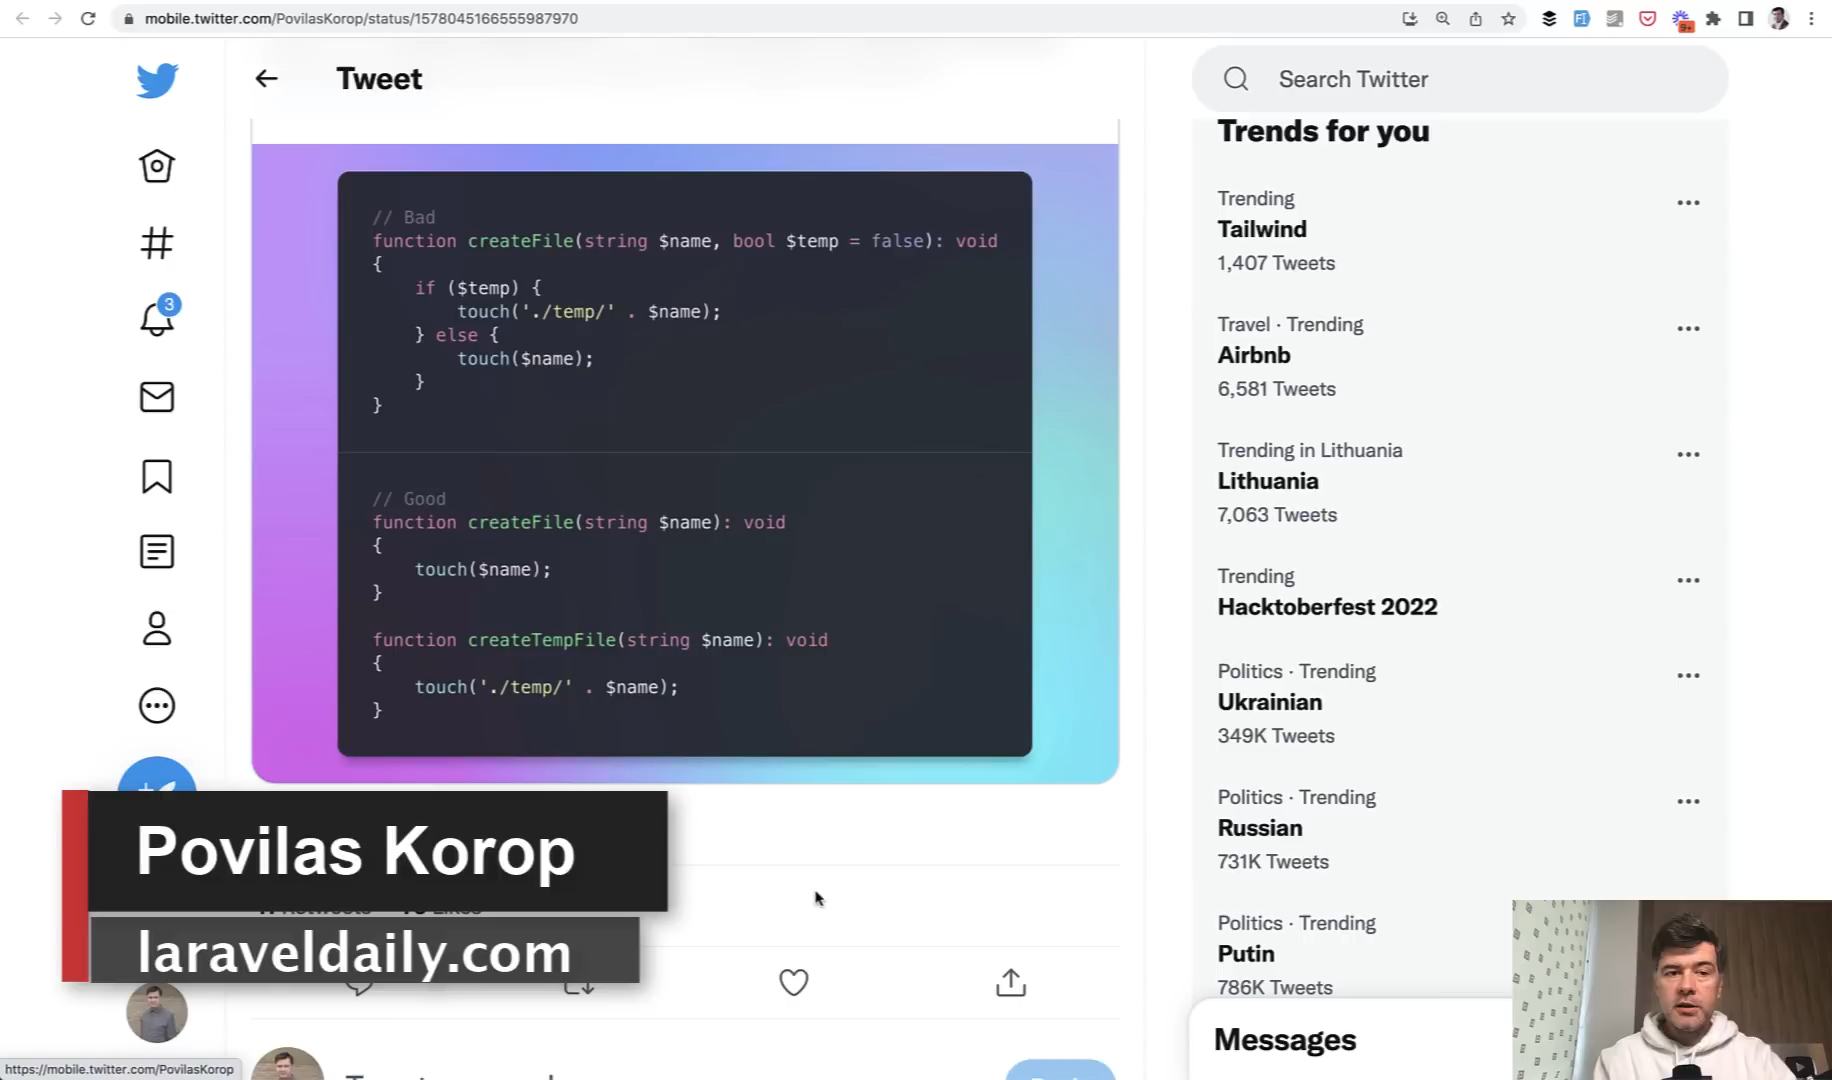 mobile.twitter.com/PovilasKorop/status/1578045166555987970
9+
Tweet
Search Twitter
Trends for you
3
// Bad
function createFile(string $name, bool $temp = false): void
{
if ($temp) {
touch('./temp/' . $name);
} else {
touch($name);
}
}
// Good
function createFile(string $name): void
{
touch($name);
}
function createTempFile(string $name): void
{
touch('./temp/' . $name);
}
Trending
Tailwind
1,407 Tweets
Travel · Trending
Airbnb
6,581 Tweets
Trending in Lithuania
Lithuania
7,063 Tweets
Trending
Hacktoberfest 2022
Politics · Trending
Ukrainian
349K Tweets
Politics · Trending
Russian
731K Tweets
Politics · Trending
Putin
786K Tweets
Messages
Povilas Korop
laraveldaily.com
https://mobile.twitter.com/PovilasKorop